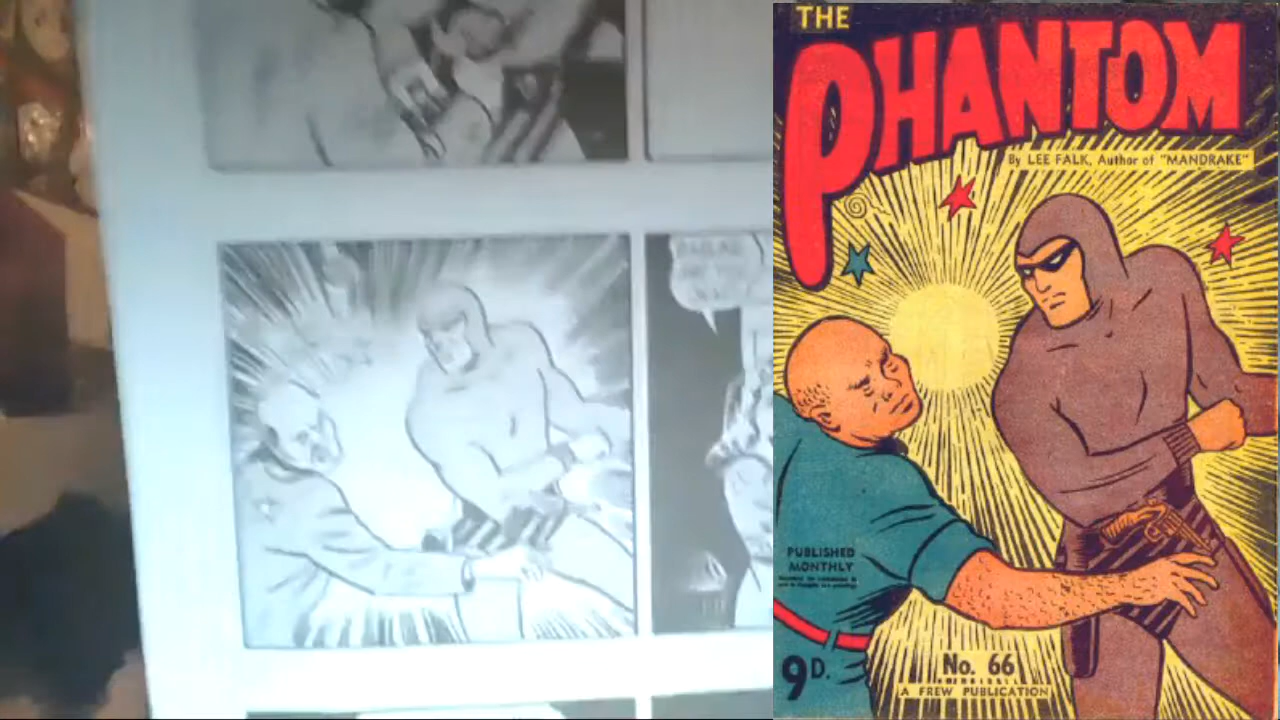 THE
PHANTOM
By LEE FALK, Author of "MANDRAKE"
PUBLISHED
MONTHLY
9D.
No. 66
A FREW PUBLICATION